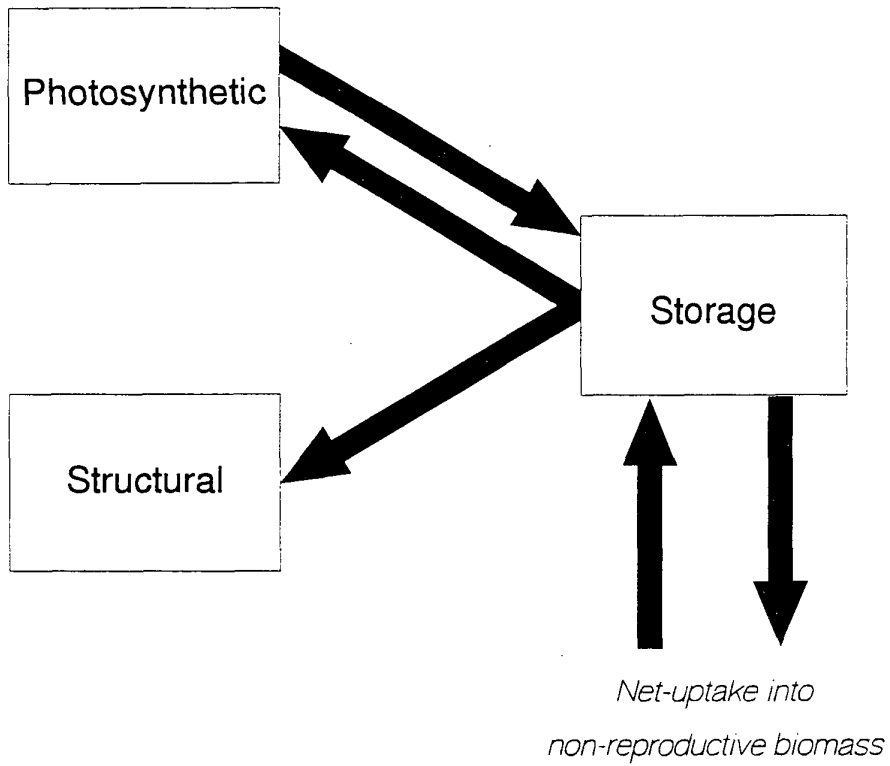 Photosynthetic
Storage
Structural
Net-uptake into
non-reproductive biomass